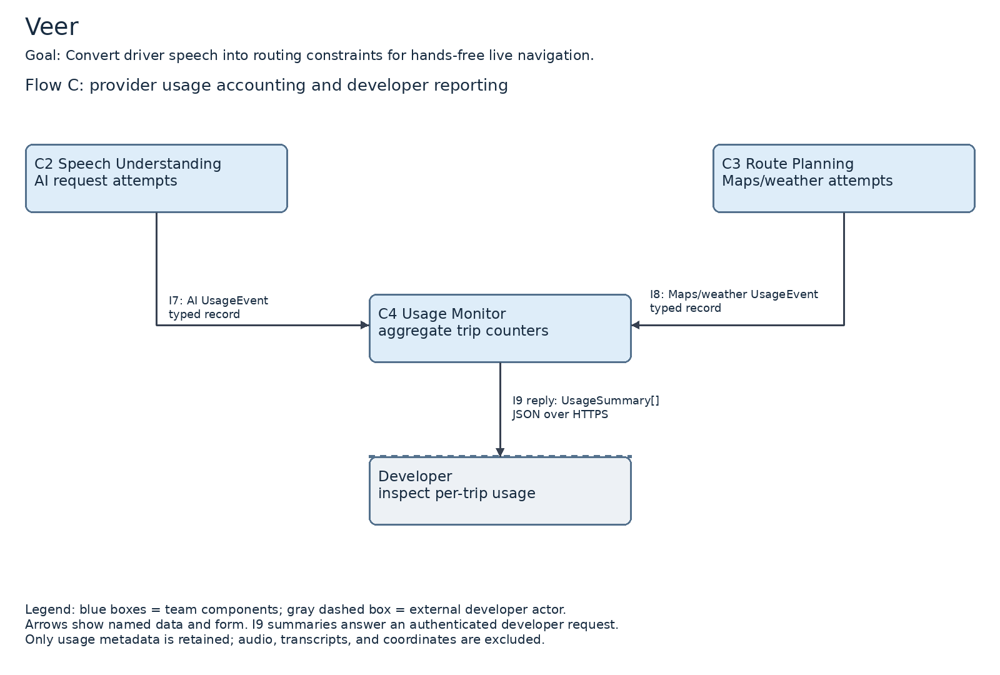 Veer
Goal: Convert driver speech into routing constraints for hands-free live navigation.
Flow C: provider usage accounting and developer reporting
C2 Speech Understanding
AI request attempts
C3 Route Planning
Maps/weather attempts
I7: AI UsageEvent
typed record
I8: Maps/weather UsageEvent
typed record
C4 Usage Monitor
aggregate trip counters
I9 reply: UsageSummary[]
JSON over HTTPS
Developer
inspect per-trip usage
Legend: blue boxes = team components; gray dashed box = external developer actor.
Arrows show named data and form. I9 summaries answer an authenticated developer request.
Only usage metadata is retained; audio, transcripts, and coordinates are excluded.